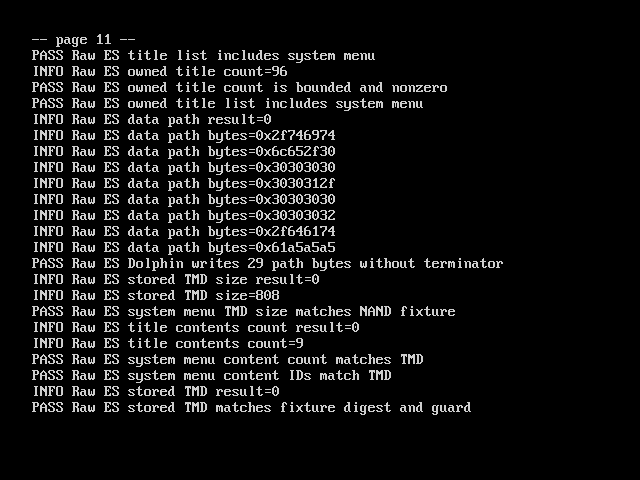 -- page 11 --
PASS Raw ES title list includes system menu
INFO Raw ES owned title count=96
PASS Raw ES owned title count is bounded and nonzero
PASS Raw ES owned title list includes system menu
INFO Raw ES data path result=0
INFO Raw ES data path bytes=0x2f746974
INFO Raw ES data path bytes=0x6c652f30
INFO Raw ES data path bytes=0x30303030
INFO Raw ES data path bytes=0x3030312f
INFO Raw ES data path bytes=0x30303030
INFO Raw ES data path bytes=0x30303032
INFO Raw ES data path bytes=0x2f646174
INFO Raw ES data path bytes=0x61a5a5a5
PASS Raw ES Dolphin writes 29 path bytes without terminator
INFO Raw ES stored TMD size result=0
INFO Raw ES stored TMD size=808
PASS Raw ES system menu TMD size matches NAND fixture
INFO Raw ES title contents count result=0
INFO Raw ES title contents count=9
PASS Raw ES system menu content count matches TMD
PASS Raw ES system menu content IDs match TMD
INFO Raw ES stored TMD result=0
PASS Raw ES stored TMD matches fixture digest and guard